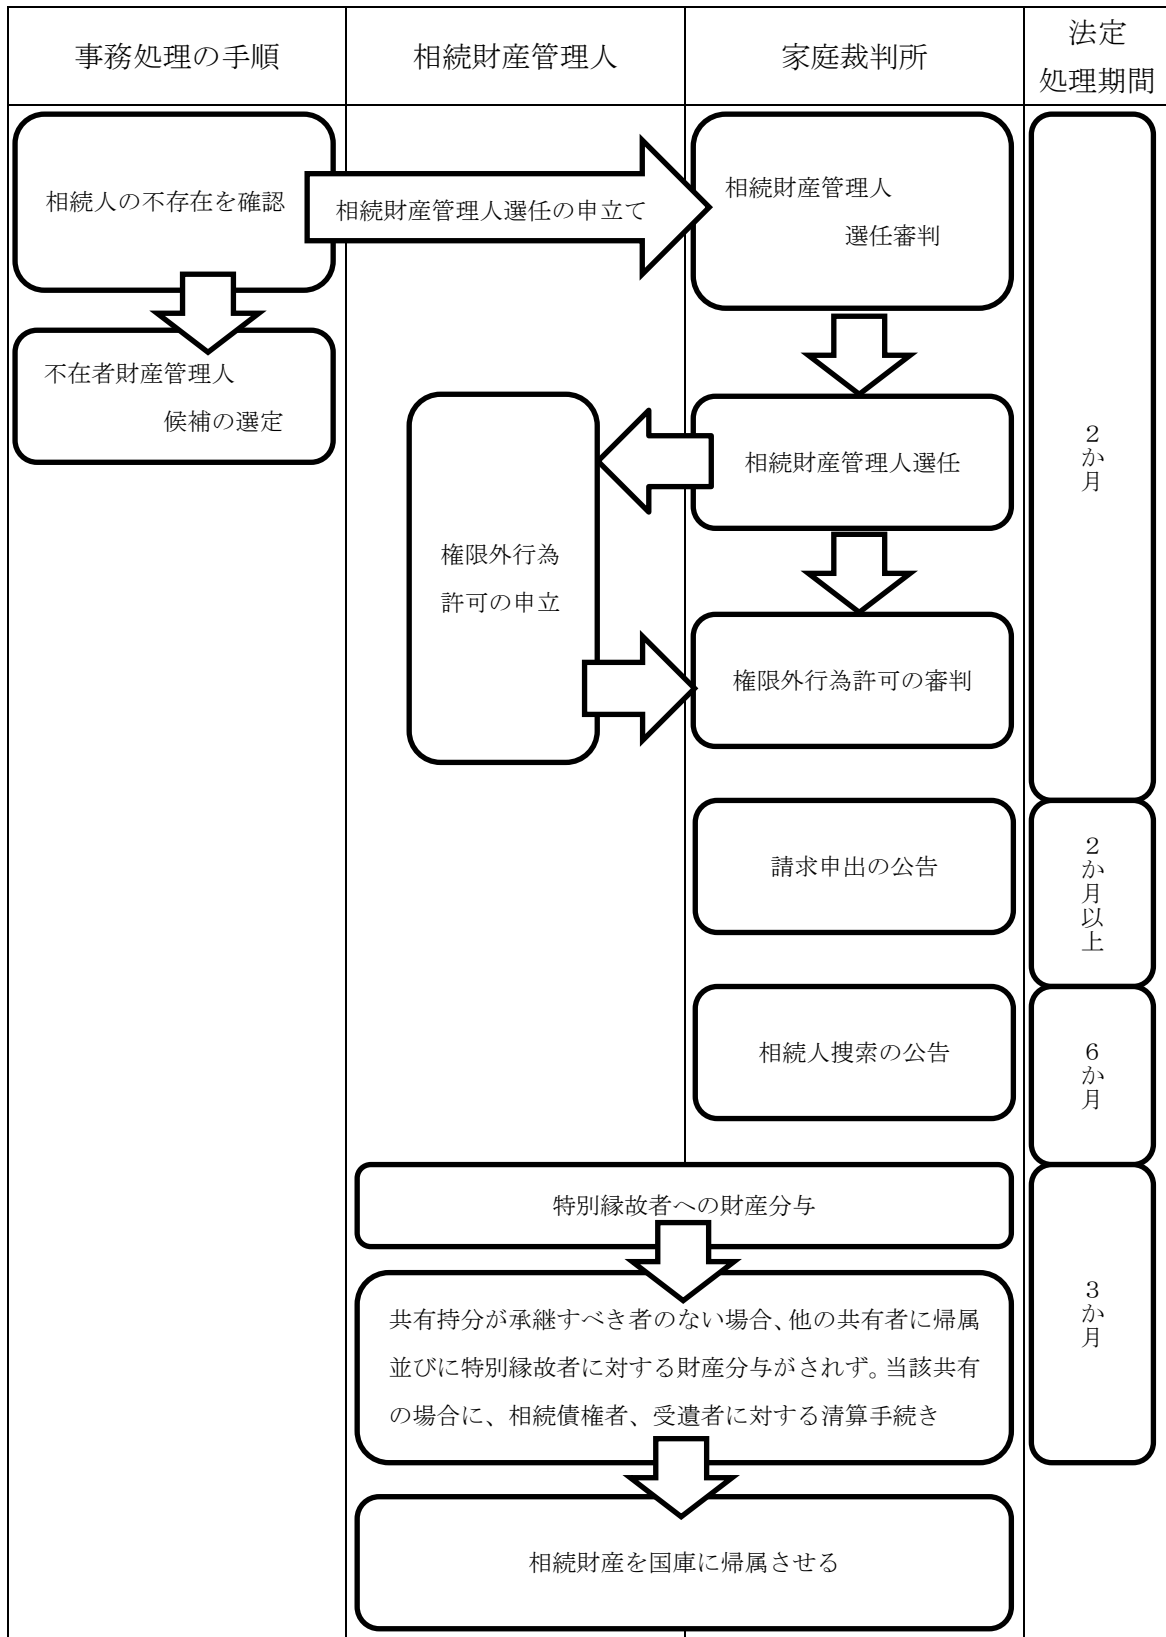 事務処理の手順
相続財産管理人
家庭裁判所
法定
処理期間
相続人の不存在を確認
相続財産管理人選任の申立て
相続財産管理人
選任審判
不在者財産管理人
候補の選定
相続財産管理人選任
権限外行為
許可の申立
権限外行為許可の審判
2か月
請求申出の公告
2か月以上
相続人捜索の公告
6か月
特別縁故者への財産分与
共有持分が承継すべき者のない場合、他の共有者に帰属
並びに特別縁故者に対する財産分与がされず。当該共有
の場合に、相続債権者、受遺者に対する清算手続き
3か月
相続財産を国庫に帰属させる